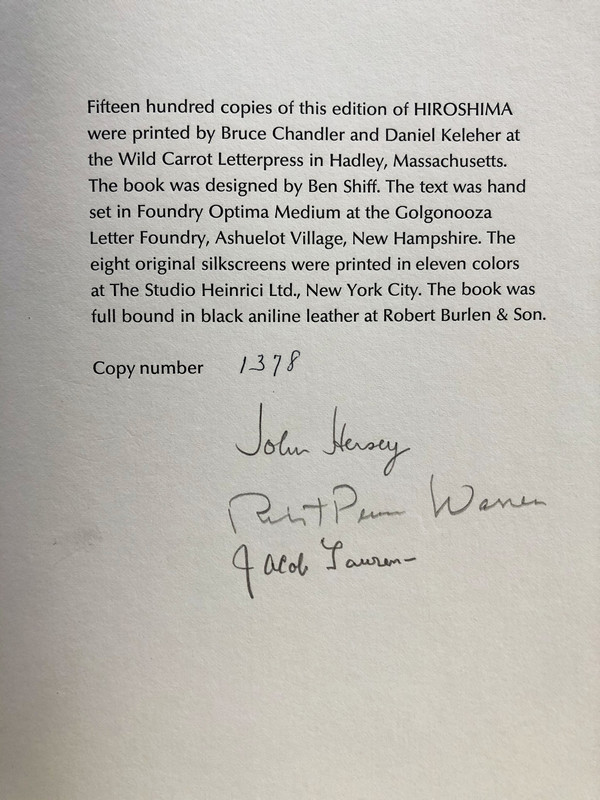 Fifteen hundred copies of this edition of HIROSHIMA
were printed by Bruce Chandler and Daniel Keleher at
the Wild Carrot Letterpress in Hadley, Massachusetts.
The book was designed by Ben Shiff. The text was hand
set in Foundry Optima Medium at the Golgonooza
Letter Foundry, Ashuelot Village, New Hampshire. The
eight original silkscreens were printed in eleven colors
at The Studio Heinrici Ltd., New York City. The book was
full bound in black aniline leather at Robert Burlen & Son.
Copy number 1378
John Hersey
Robert Penn Warren
Jacob Lawrence